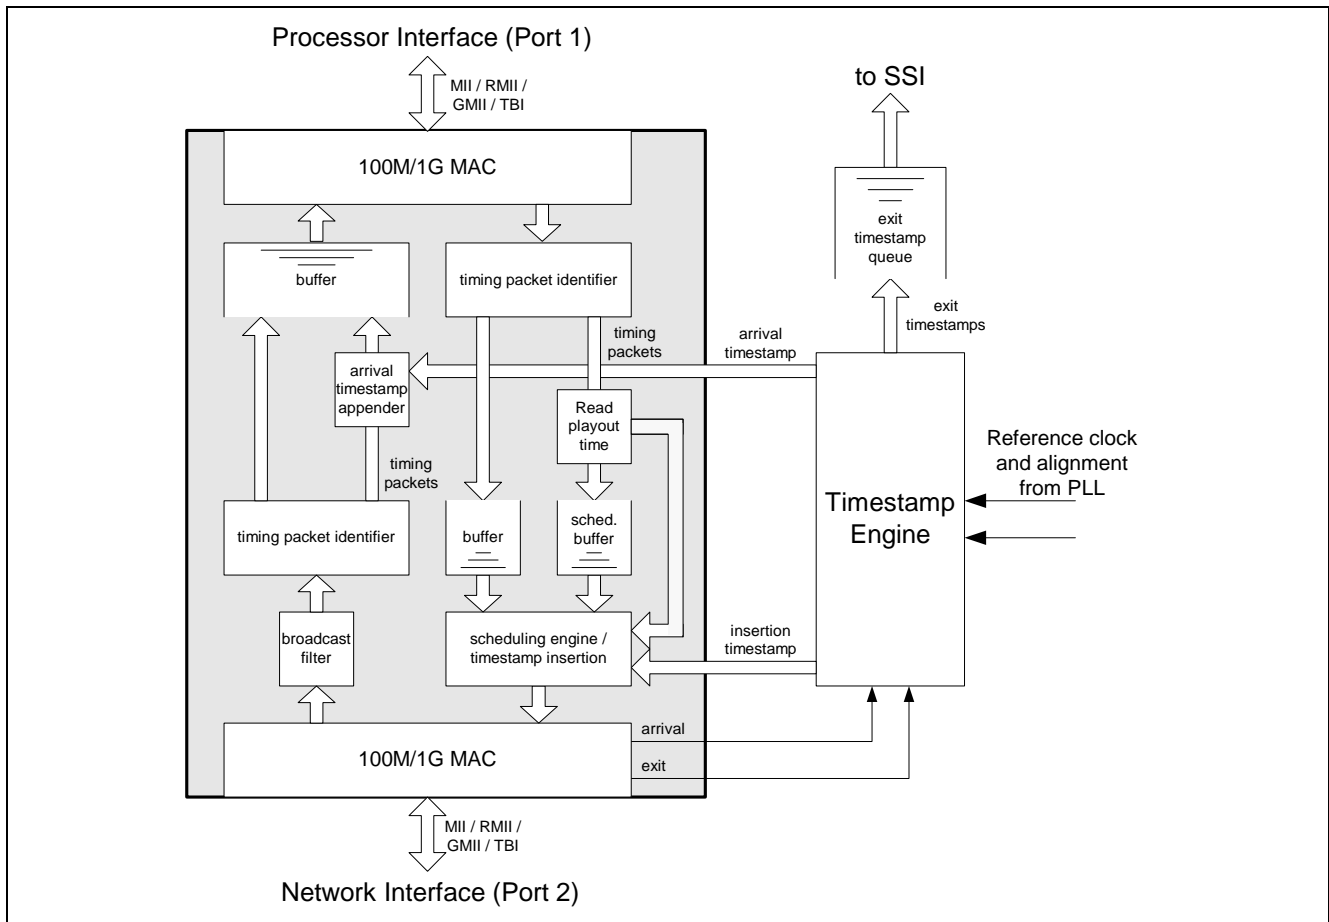 Processor Interface (Port 1)
MII / RMII /
GMII / TBI
to SSI
100M/1G MAC
exit
timestamp
queue
buffer
timing packet identifier
exit
timestamps
timing
packets
arrival
timestamp
arrival
timestamp
appender
Read
playout
time
Reference clock
and alignment
from PLL
timing
packets
Timestamp
Engine
timing packet identifier
buffer
sched.
buffer
broadcast
filter
scheduling engine /
timestamp insertion
insertion
timestamp
100M/1G MAC
arrival
exit
MII / RMII /
GMII / TBI
Network Interface (Port 2)